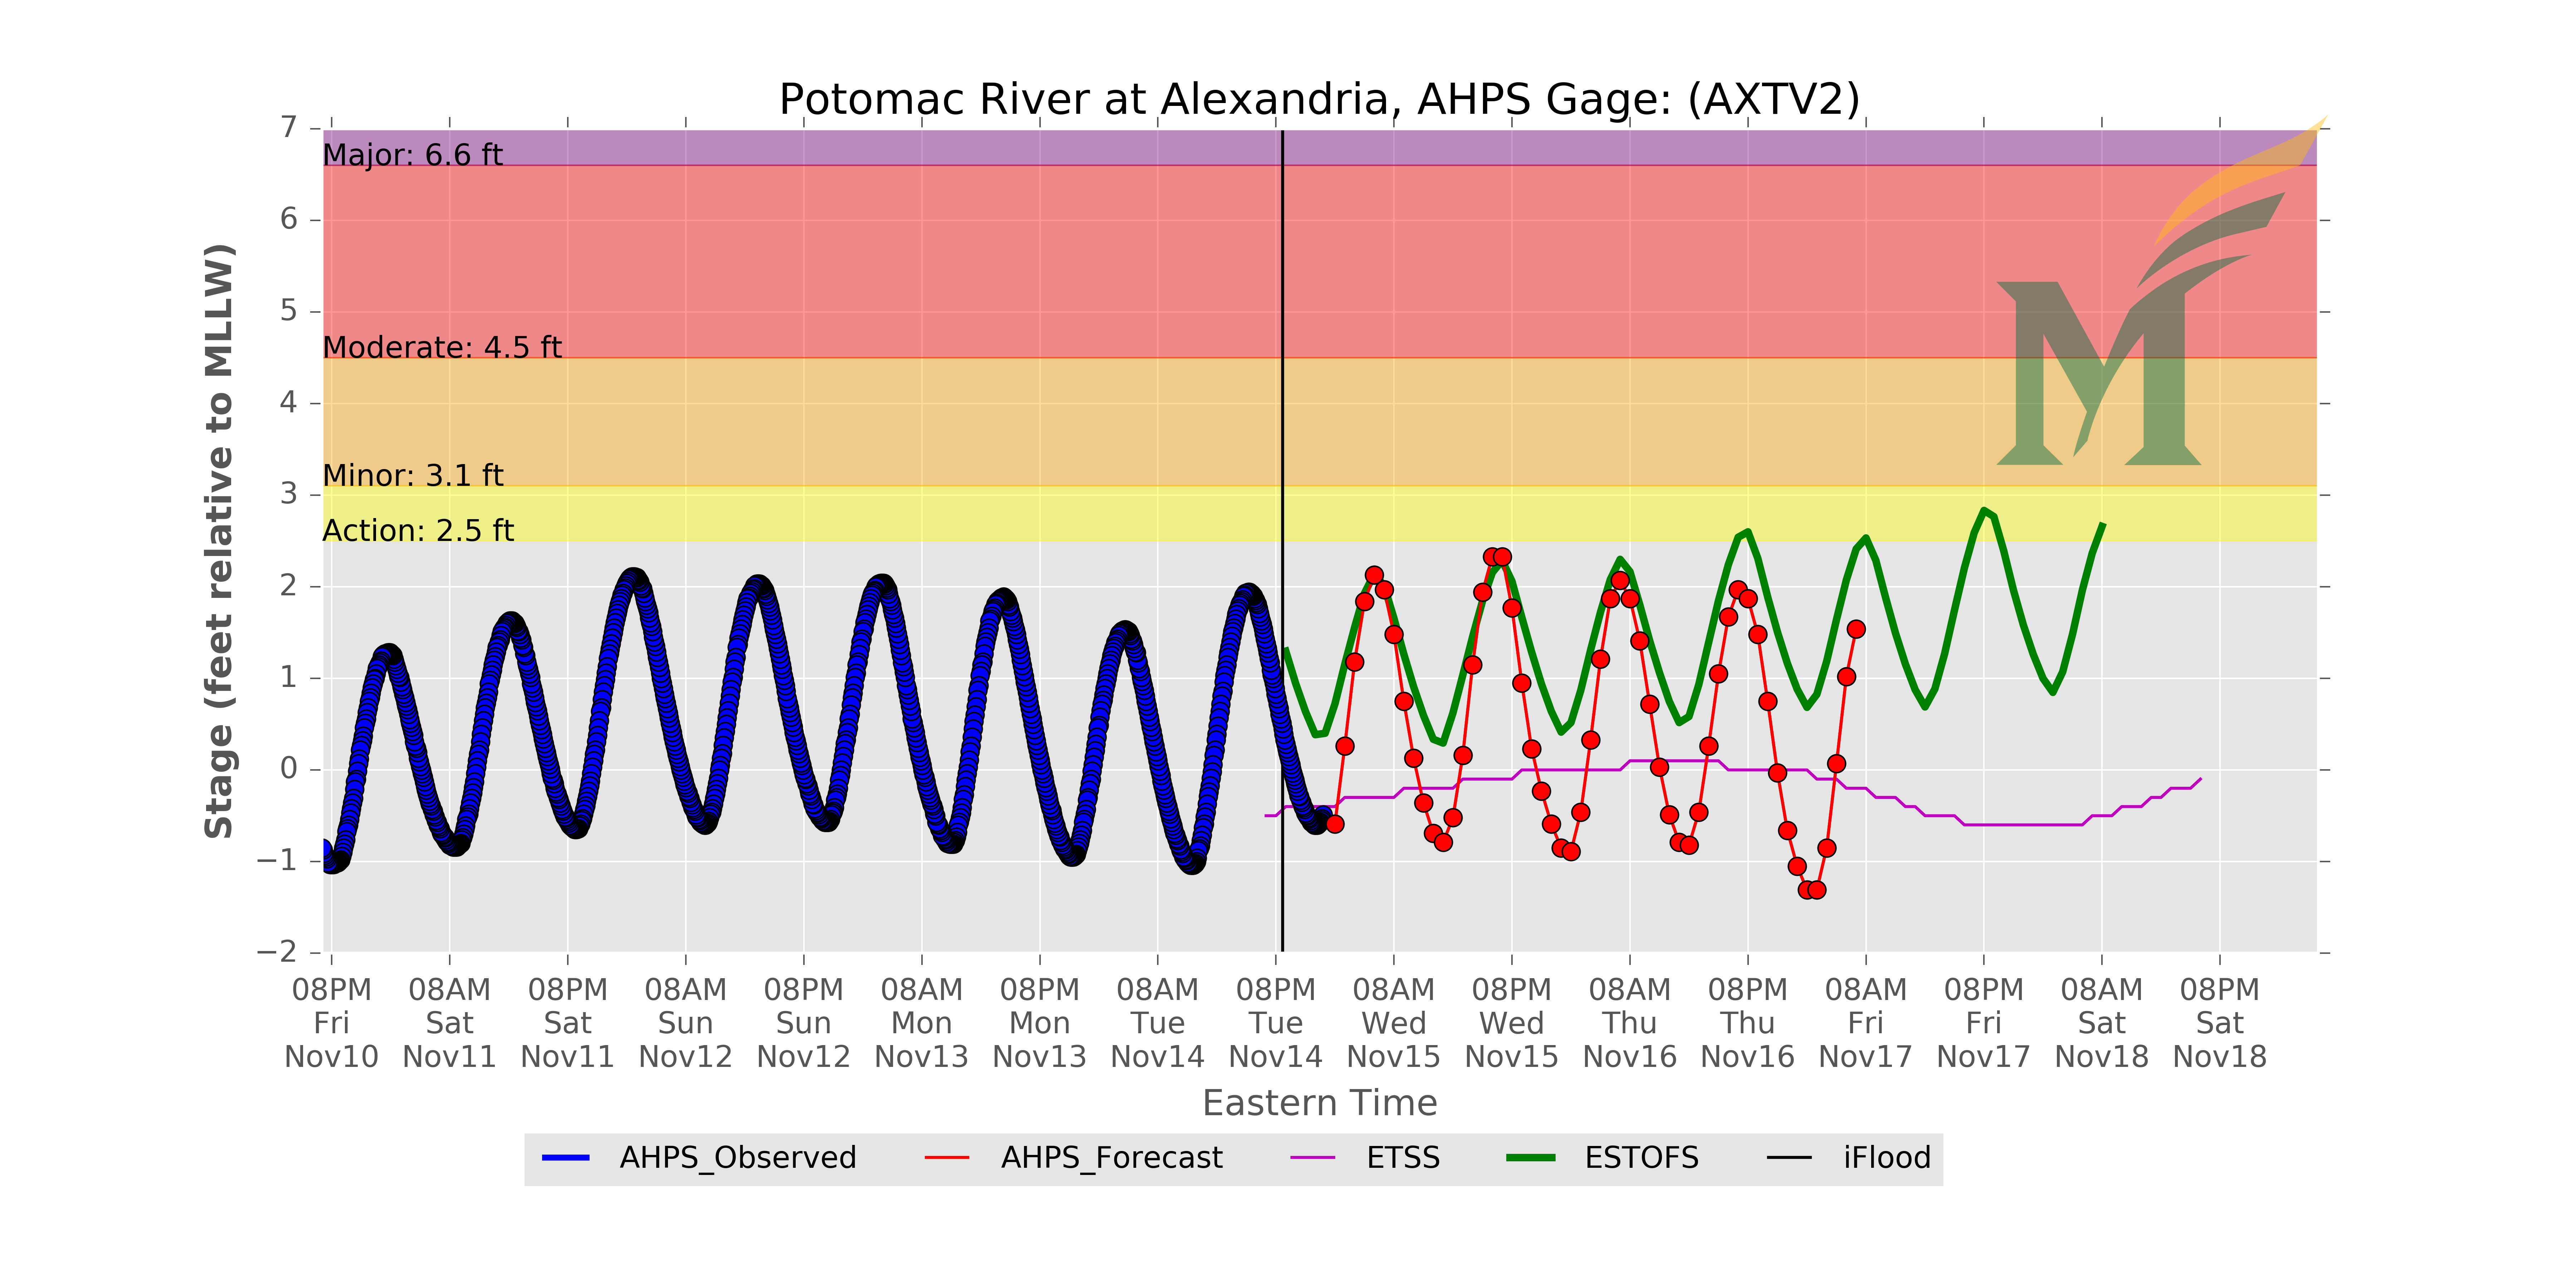 Potomac River at Alexandria, AHPS Gage: (AXTV2)
7
6
5
4
3
2
1
0
−1
−2
Stage (feet relative to MLLW)
Major: 6.6 ft
Moderate: 4.5 ft
Minor: 3.1 ft
Action: 2.5 ft
M
08PM 08AM 08PM 08AM 08PM 08AM 08PM 08AM 08PM 08AM 08PM 08AM 08PM 08AM 08PM 08AM 08PM
Fri Sat Sat Sun Sun Mon Mon Tue Tue Wed Wed Thu Thu Fri Fri Sat Sat
Nov10 Nov11 Nov11 Nov12 Nov12 Nov13 Nov13 Nov14 Nov14 Nov15 Nov15 Nov16 Nov16 Nov17 Nov17 Nov18 Nov18
Eastern Time
AHPS_Observed AHPS_Forecast ETSS ESTOFS iFlood